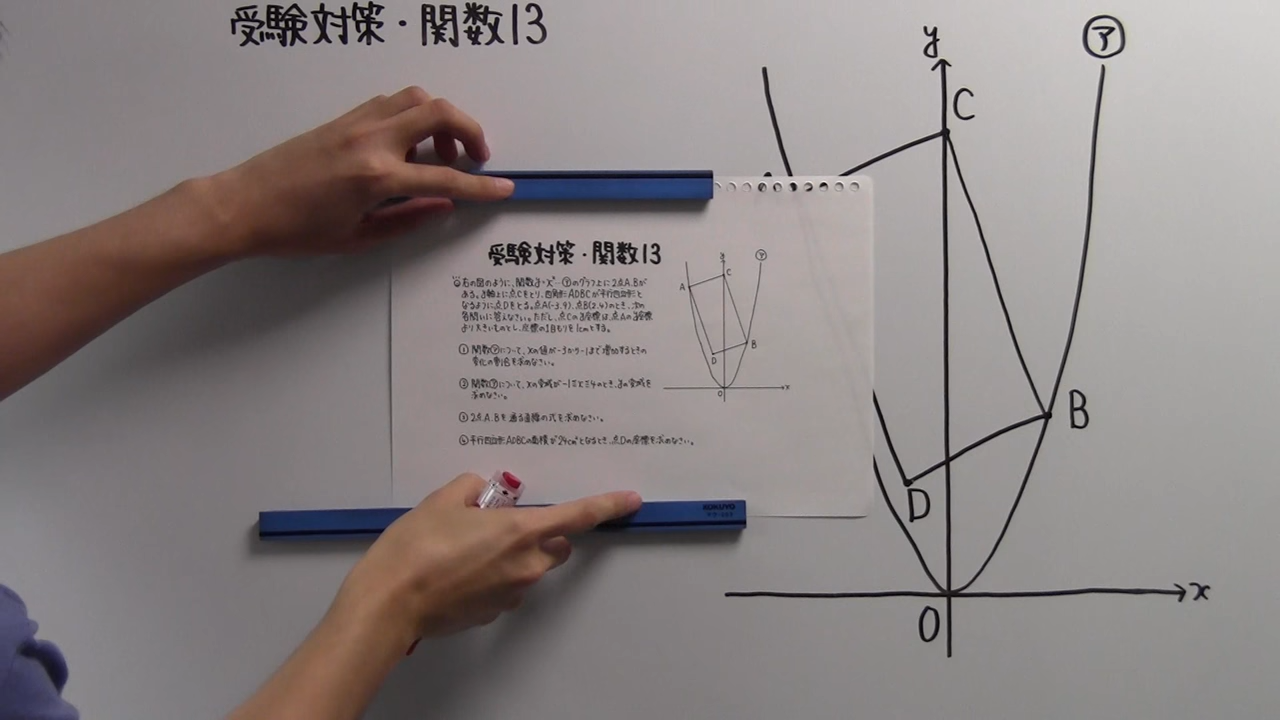 受験対策・関数13
㋐
y
C
B
D
x
O
受験対策・関数13
右の図のように、関数y=x²…㋐のグラフ上に2点A.Bが
ある。y軸上に点Cをとり、四角形ADBCが平行四辺形と
なるように点Dをとる。点A(-3.9)、点B(2.4)のとき、次の
各問いに答えなさい。ただし、点Cのy座標は、点Aのy座標
より大きいものとし、座標の1目もりを1cmとする。
① 関数㋐について、xの値が-3から-1まで増加するときの
変化の割合を求めなさい。
② 関数㋐について、xの変域が-1≦x≦4のとき、yの変域を
求めなさい。
③ 2点A.Bを通る直線の式を求めなさい。
④ 平行四辺形ADBCの面積が24cm²となるとき、点Dの座標を求めなさい。
y
㋐
C
A
B
D
O
x
KOKUYO